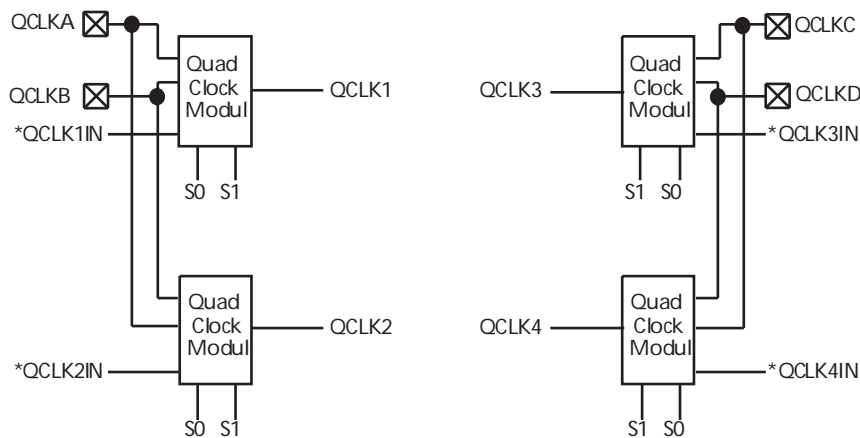 QCLKA
Quad
Clock
Modul
QCLKB
*QCLK1IN
QCLK1
S0 S1
QCLKC
Quad
Clock
Modul
QCLK3
QCLKD
*QCLK3IN
S1 S0
Quad
Clock
Modul
QCLK2
*QCLK2IN
S0 S1
Quad
Clock
Modul
QCLK4
*QCLK4IN
S1 S0